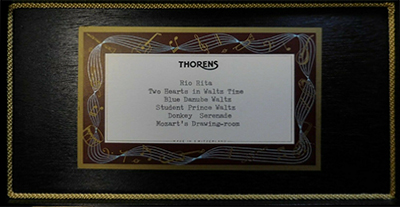 THORENS
Rio Rita
Two Hearts in Waltz Time
Blue Danube Waltz
Student Prince Waltz
Donkey Serenade
Mozart's Drawing-room